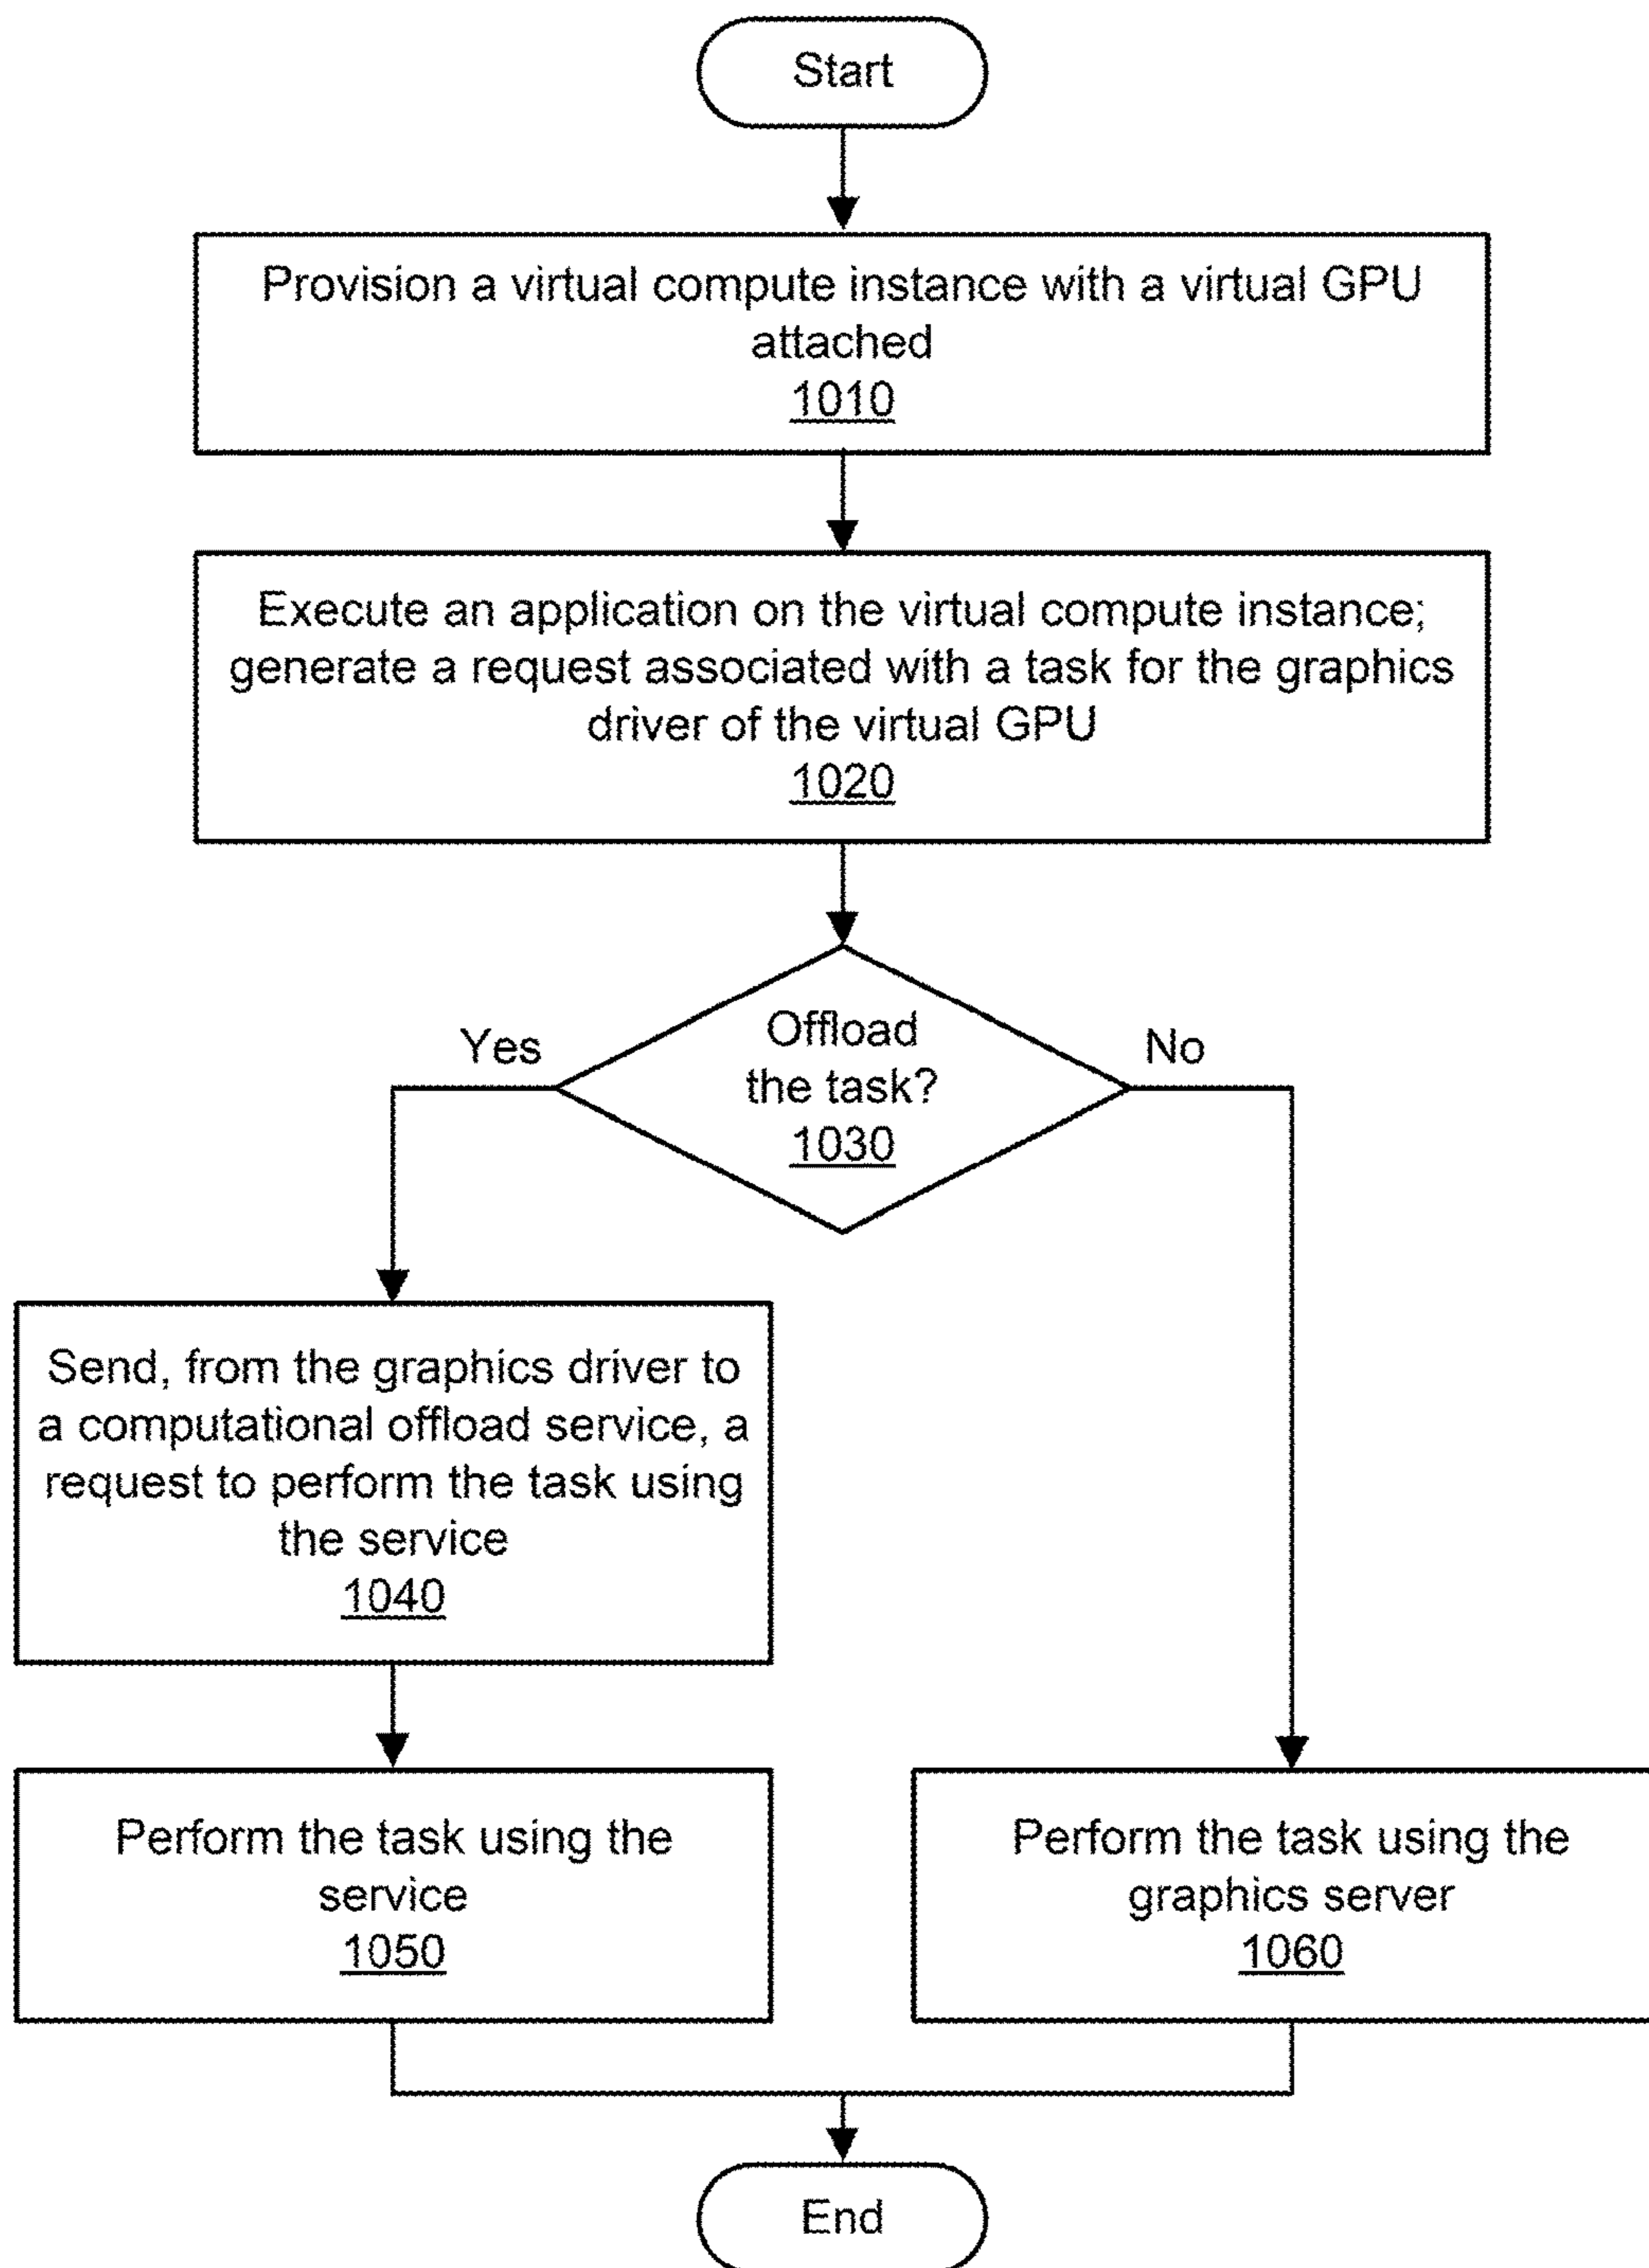 Start
Provision a virtual compute instance with a virtual GPU
attached
1010
Execute an application on the virtual compute instance;
generate a request associated with a task for the graphics
driver of the virtual GPU
1020
Offload
the task?
1030
Yes
No
Send, from the graphics driver to
a computational offload service, a
request to perform the task using
the service
1040
Perform the task using the
service
1050
Perform the task using the
graphics server
1060
End